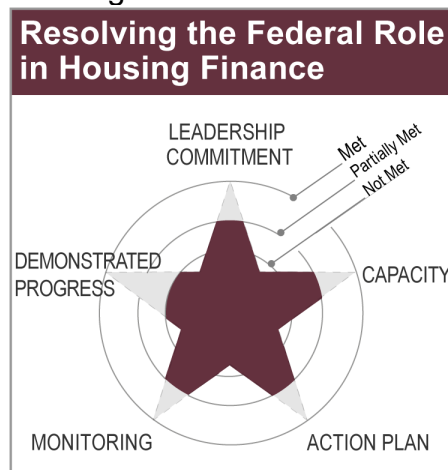 Resolving the Federal Role
in Housing Finance
LEADERSHIP
COMMITMENT
Met
Partially Met
Not Met
DEMONSTRATED
PROGRESS
CAPACITY
MONITORING
ACTION PLAN